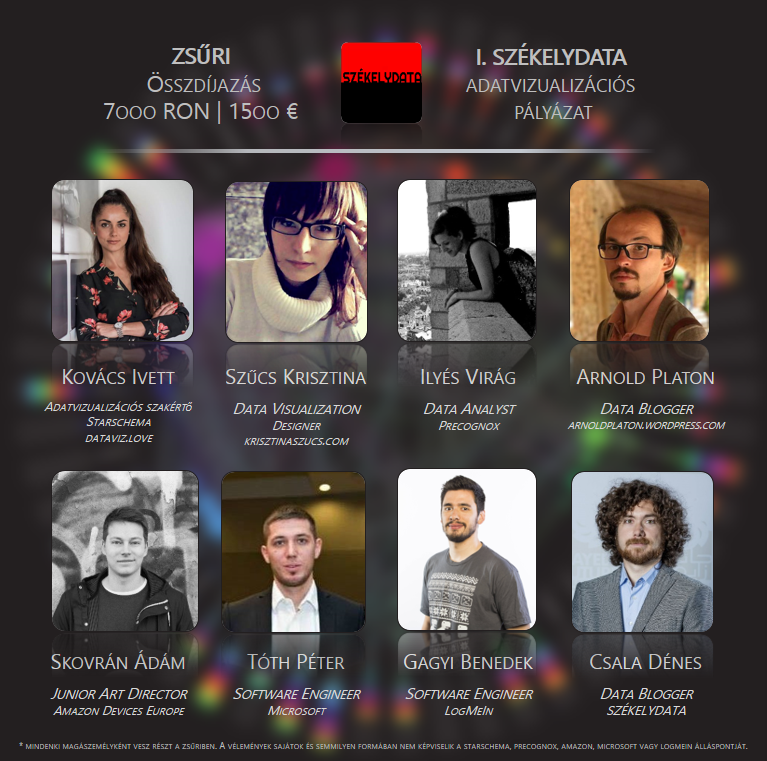 ZSŰRI
ÖSSZDÍJAZÁS
7000 RON | 1500 €
SZÉKELYDATA
I. SZÉKELYDATA
ADATVIZUALIZÁCIÓS
PÁLYÁZAT
KOVÁCS IVETT
ADATVIZUALIZÁCIÓS SZAKÉRTŐ
STARSCHEMA
DATAVIZ.LOVE
SZŰCS KRISZTINA
DATA VISUALIZATION
DESIGNER
KRISZTINASZUCS.COM
ILYÉS VIRÁG
DATA ANALYST
PRECOGNOX
ARNOLD PLATON
DATA BLOGGER
ARNOLDPLATON.WORDPRESS.COM
SKOVRÁN ÁDÁM
JUNIOR ART DIRECTOR
AMAZON DEVICES EUROPE
TÓTH PÉTER
SOFTWARE ENGINEER
MICROSOFT
GAGYI BENEDEK
SOFTWARE ENGINEER
LOGMEIN
CSALA DÉNES
DATA BLOGGER
SZÉKELYDATA
* MINDENKI MAGÁSZEMÉLYKÉNT VESZ RÉSZT A ZSŰRIBEN. A VÉLEMÉNYEK SAJÁTOK ÉS SEMMILYEN FORMÁBAN NEM KÉPVISELIK A STARSCHEMA, PRECOGNOX, AMAZON, MICROSOFT VAGY LOGMEIN ÁLLÁSPONTJÁT.